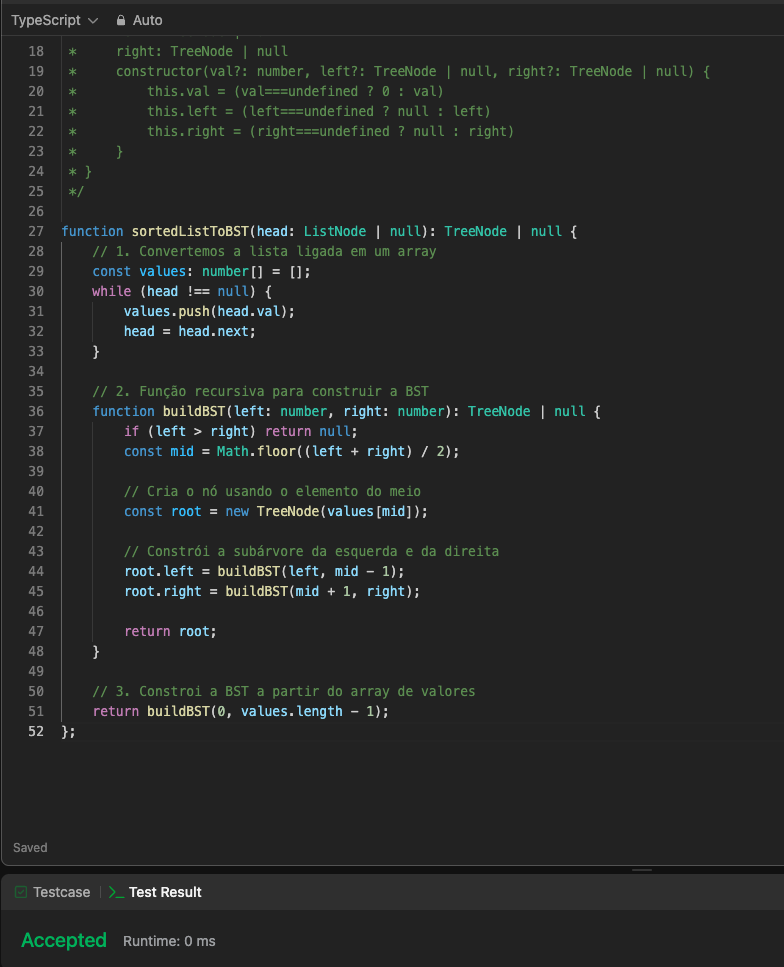 TypeScript Auto
18 * right: TreeNode | null
19 * constructor(val?: number, left?: TreeNode | null, right?: TreeNode | null) {
20 * this.val = (val===undefined ? 0 : val)
21 * this.left = (left===undefined ? null : left)
22 * this.right = (right===undefined ? null : right)
23 * }
24 * }
25 */
26
27 function sortedListToBST(head: ListNode | null): TreeNode | null {
28 // 1. Convertemos a lista ligada em um array
29 const values: number[] = [];
30 while (head !== null) {
31 values.push(head.val);
32 head = head.next;
33 }
34
35 // 2. Função recursiva para construir a BST
36 function buildBST(left: number, right: number): TreeNode | null {
37 if (left > right) return null;
38 const mid = Math.floor((left + right) / 2);
39
40 // Cria o nó usando o elemento do meio
41 const root = new TreeNode(values[mid]);
42
43 // Constrói a subárvore da esquerda e da direita
44 root.left = buildBST(left, mid - 1);
45 root.right = buildBST(mid + 1, right);
46
47 return root;
48 }
49
50 // 3. Constroi a BST a partir do array de valores
51 return buildBST(0, values.length - 1);
52 };
Saved
Testcase | >_ Test Result
Accepted Runtime: 0 ms